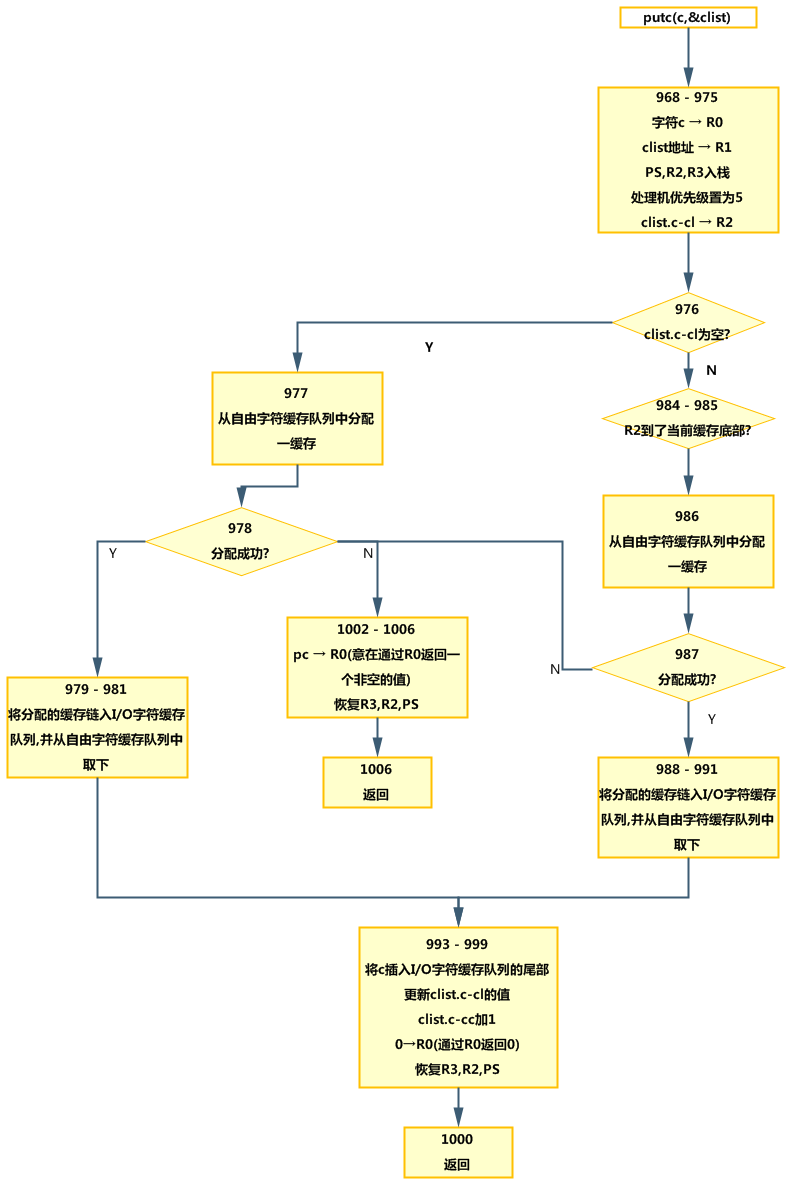 putc(c,&clist)
968 - 975
字符c → R0
clist地址 → R1
PS,R2,R3入栈
处理机优先级置为5
clist.c-cl → R2
976
clist.c-cl为空?
Y
N
977
从自由字符缓存队列中分配
一缓存
984 - 985
R2到了当前缓存底部?
978
分配成功?
Y
N
986
从自由字符缓存队列中分配
一缓存
1002 - 1006
pc → R0(意在通过R0返回一
个非空的值)
恢复R3,R2,PS
987
分配成功?
N
Y
979 - 981
将分配的缓存链入I/O字符缓存
队列,并从自由字符缓存队列中
取下
1006
返回
988 - 991
将分配的缓存链入I/O字符缓存
队列,并从自由字符缓存队列中
取下
993 - 999
将c插入I/O字符缓存队列的尾部
更新clist.c-cl的值
clist.c-cc加1
0→R0(通过R0返回0)
恢复R3,R2,PS
1000
返回